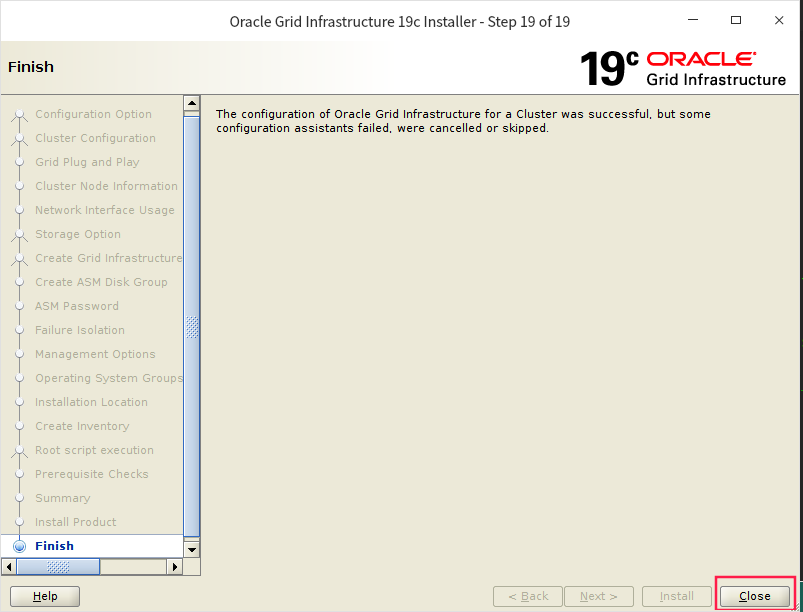 Oracle Grid Infrastructure 19c Installer - Step 19 of 19
Finish
19c ORACLE
Grid Infrastructure
Configuration Option
Cluster Configuration
Grid Plug and Play
Cluster Node Information
Network Interface Usage
Storage Option
Create Grid Infrastructure
Create ASM Disk Group
ASM Password
Failure Isolation
Management Options
Operating System Groups
Installation Location
Create Inventory
Root script execution
Prerequisite Checks
Summary
Install Product
Finish
The configuration of Oracle Grid Infrastructure for a Cluster was successful, but some
configuration assistants failed, were cancelled or skipped.
Help
< Back
Next >
Install
Close